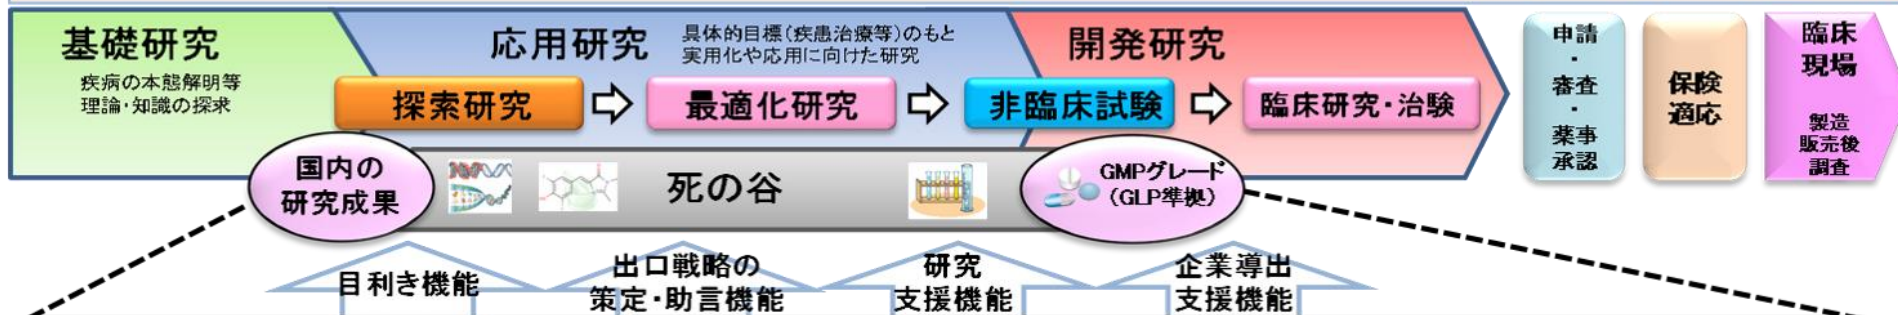 基礎研究
疾病の本態解明等
理論・知識の探求
応用研究
具体的目標(疾患治療等)のもと
実用化や応用に向けた研究
開発研究
探索研究
最適化研究
非臨床試験
臨床研究・治験
申請
・
審査
・
薬事
承認
保険
適応
臨床
現場
製造
販売後
調査
国内の
研究成果
死の谷
GMPグレード
(GLP準拠)
目利き機能
出口戦略の
策定・助言機能
研究
支援機能
企業導出
支援機能